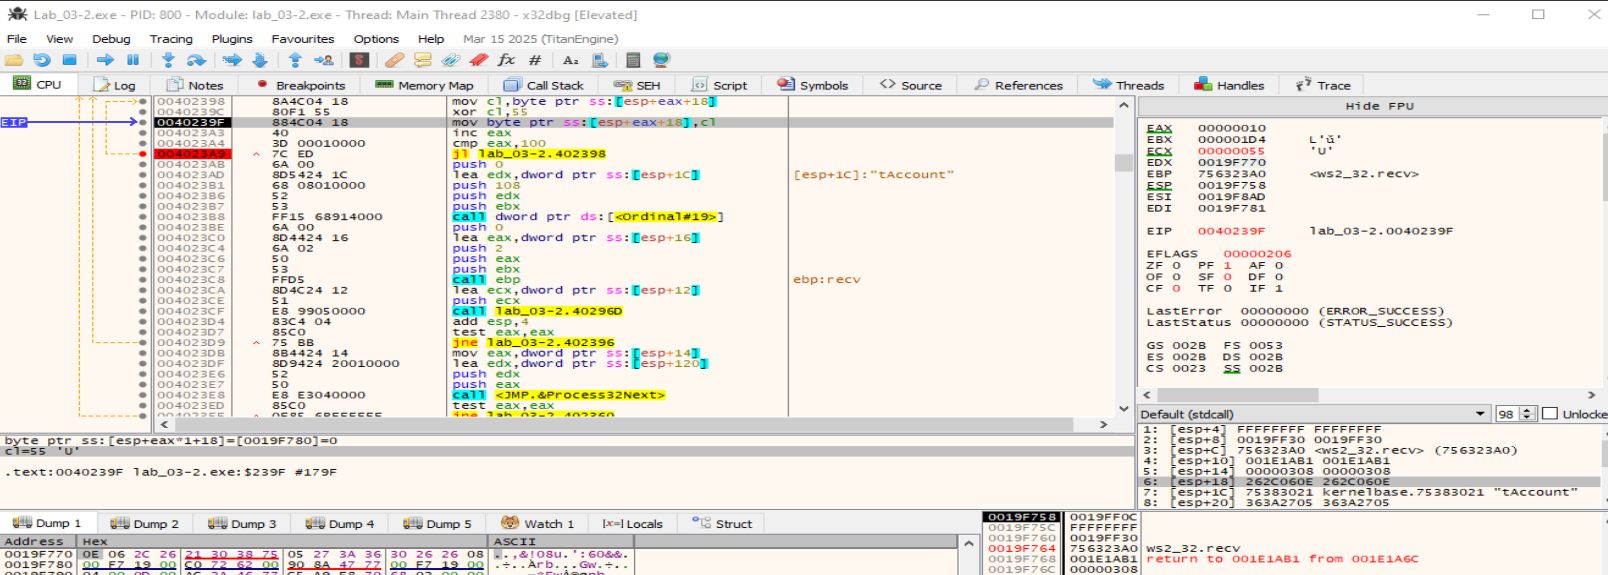 Lab_03-2.exe - PID: 800 - Module: lab_03-2.exe - Thread: Main Thread 2380 - x32dbg [Elevated]
File View Debug Tracing Plugins Favourites Options Help Mar 15 2025 (TitanEngine)
CPU Log Notes Breakpoints Memory Map Call Stack SEH Script Symbols Source References Threads Handles Trace
00402398 8A4C04 18 mov cl,byte ptr ss:[esp+eax+18]
0040239C 80F1 55 xor cl,55
EIP 0040239F 884C04 18 mov byte ptr ss:[esp+eax+18],cl
004023A3 40 inc eax
004023A4 3D 00010000 cmp eax,100
004023A9 7C ED jl lab_03-2.402398
004023AB 6A 00 push 0
004023AD 8D5424 1C lea edx,dword ptr ss:[esp+1C] [esp+1C]:"tAccount"
004023B1 68 08010000 push 108
004023B6 52 push edx
004023B7 53 push ebx
004023B8 FF15 68914000 call dword ptr ds:[<Ordinal#19>]
004023BE 6A 00 push 0
004023C0 8D4424 16 lea eax,dword ptr ss:[esp+16]
004023C4 6A 02 push 2
004023C6 50 push eax
004023C7 53 push ebx
004023C8 FFD5 call ebp ebp:recv
004023CA 8D4C24 12 lea ecx,dword ptr ss:[esp+12]
004023CE 51 push ecx
004023CF E8 99050000 call lab_03-2.40296D
004023D4 83C4 04 add esp,4
004023D7 85C0 test eax,eax
004023D9 75 BB jne lab_03-2.402396
004023DB 8B4424 14 mov eax,dword ptr ss:[esp+14]
004023DF 8D9424 20010000 lea edx,dword ptr ss:[esp+120]
004023E6 52 push edx
004023E7 50 push eax
004023E8 E8 E3040000 call <JMP.&Process32Next>
004023ED 85C0 test eax,eax
byte ptr ss:[esp+eax*1+18]=[0019F780]=0
cl=55 'U'
.text:0040239F lab_03-2.exe:$239F #179F
Hide FPU
EAX 00000010
EBX 000001D4 L'ǔ'
ECX 00000055 'U'
EDX 0019F770
EBP 756323A0 <ws2_32.recv>
ESP 0019F758
ESI 0019F8AD
EDI 0019F781
EIP 0040239F lab_03-2.0040239F
EFLAGS 00000206
ZF 0 PF 1 AF 0
OF 0 SF 0 DF 0
CF 0 TF 0 IF 1
LastError 00000000 (ERROR_SUCCESS)
LastStatus 00000000 (STATUS_SUCCESS)
GS 002B FS 0053
ES 002B DS 002B
CS 0023 SS 002B
Default (stdcall) 98 Unlocke
1: [esp+4] FFFFFFFF FFFFFFFF
2: [esp+8] 0019FF30 0019FF30
3: [esp+C] 756323A0 <ws2_32.recv> (756323A0)
4: [esp+10] 001E1AB1 001E1AB1
5: [esp+14] 00000308 00000308
6: [esp+18] 262C060E 262C060E
7: [esp+1C] 75383021 kernelbase.75383021 "tAccount"
8: [esp+20] 363A2705 363A2705
Dump 1 Dump 2 Dump 3 Dump 4 Dump 5 Watch 1 [x=] Locals Struct
Address Hex ASCII
0019F770 0E 06 2C 26 21 30 38 75 05 27 3A 36 30 26 26 08 ..,&!08u.':60&&.
0019F780 00 F7 19 00 C0 72 62 00 90 8A 47 77 00 F7 19 00 .÷..Àrb...Gw.÷..
0019F758 0019FF0C
0019F75C FFFFFFFF
0019F760 0019FF30
0019F764 756323A0 ws2_32.recv
0019F768 001E1AB1 return to 001E1AB1 from 001E1A6C
0019F76C 00000308